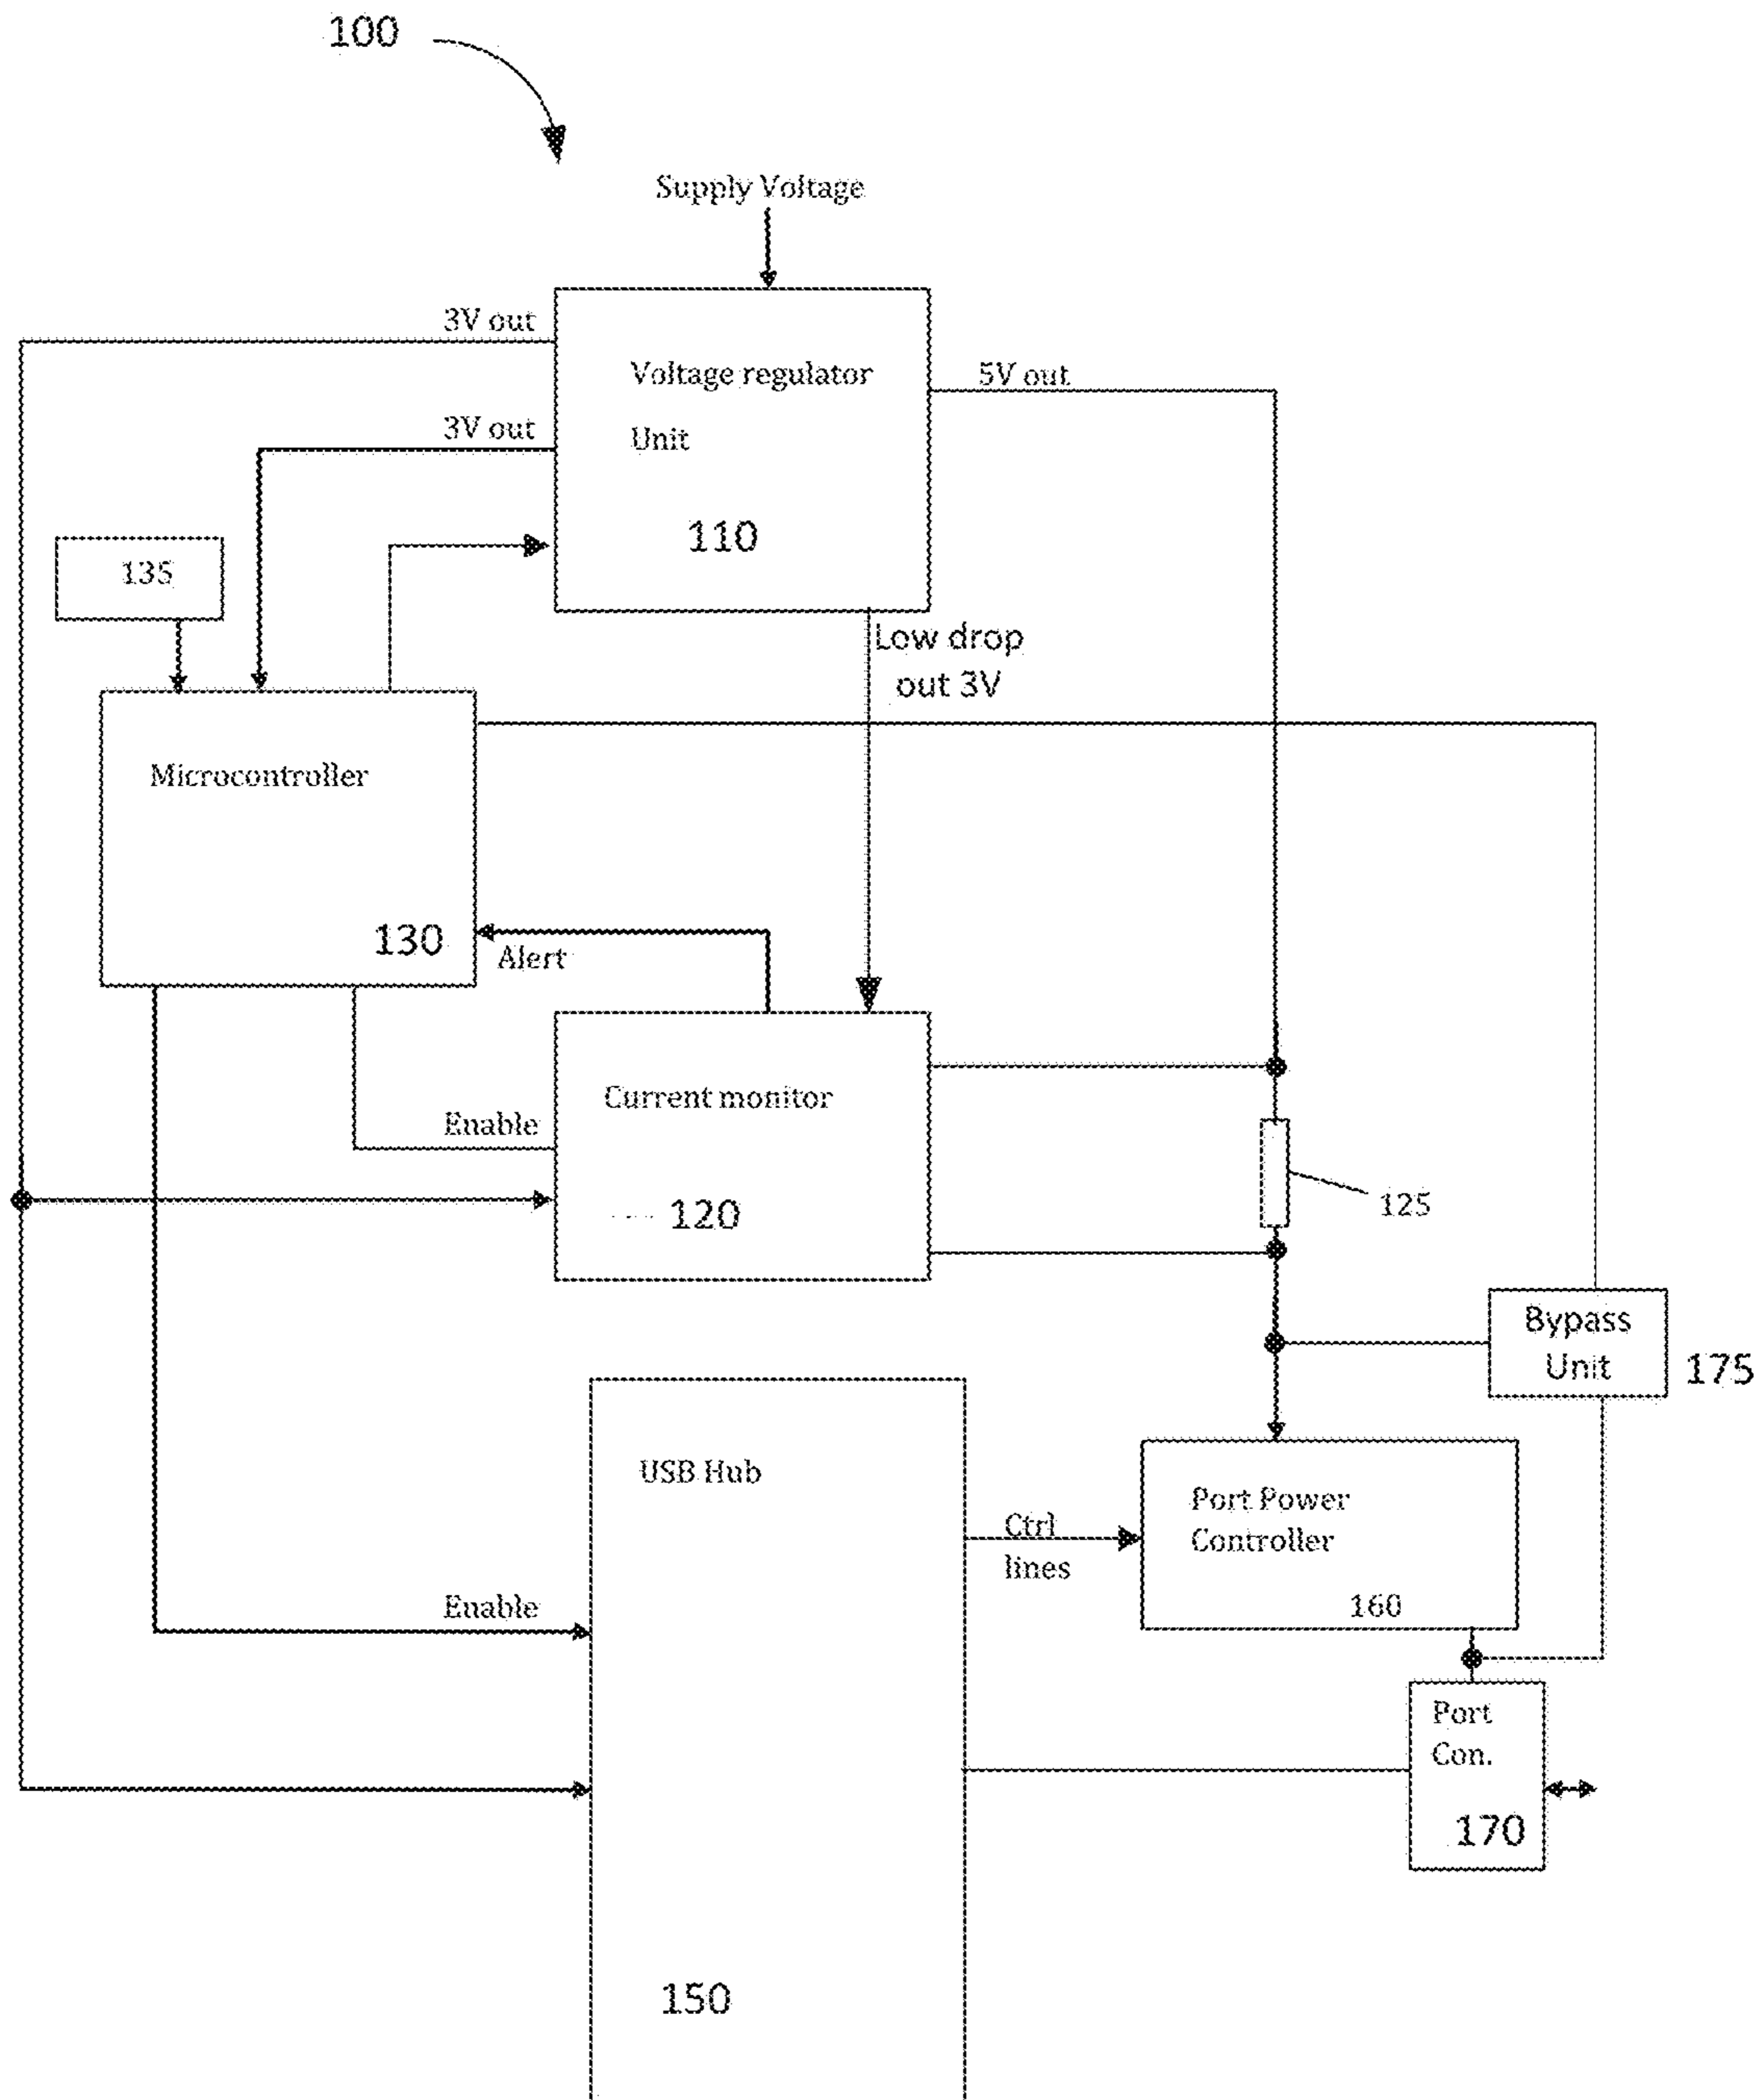 100
Supply Voltage
3V out
Voltage regulator
Unit
110
5V out
3V out
135
Low drop
out 3V
Microcontroller
130
Alert
Current monitor
120
Enable
125
Bypass
Unit
175
USB Hub
Port Power
Controller
160
Ctrl
lines
Enable
Port
Con.
170
150